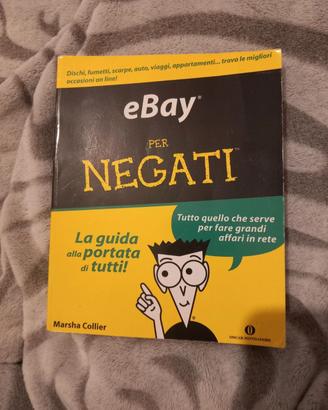 Dischi, fumetti, scarpe, auto, viaggi, appartamenti... trova le migliori
occasioni on line!
eBay®
PER
NEGATI™
Tutto quello che serve
per fare grandi
affari in rete
La guida
alla portata
di tutti!
Marsha Collier
OSCAR MONDADORI